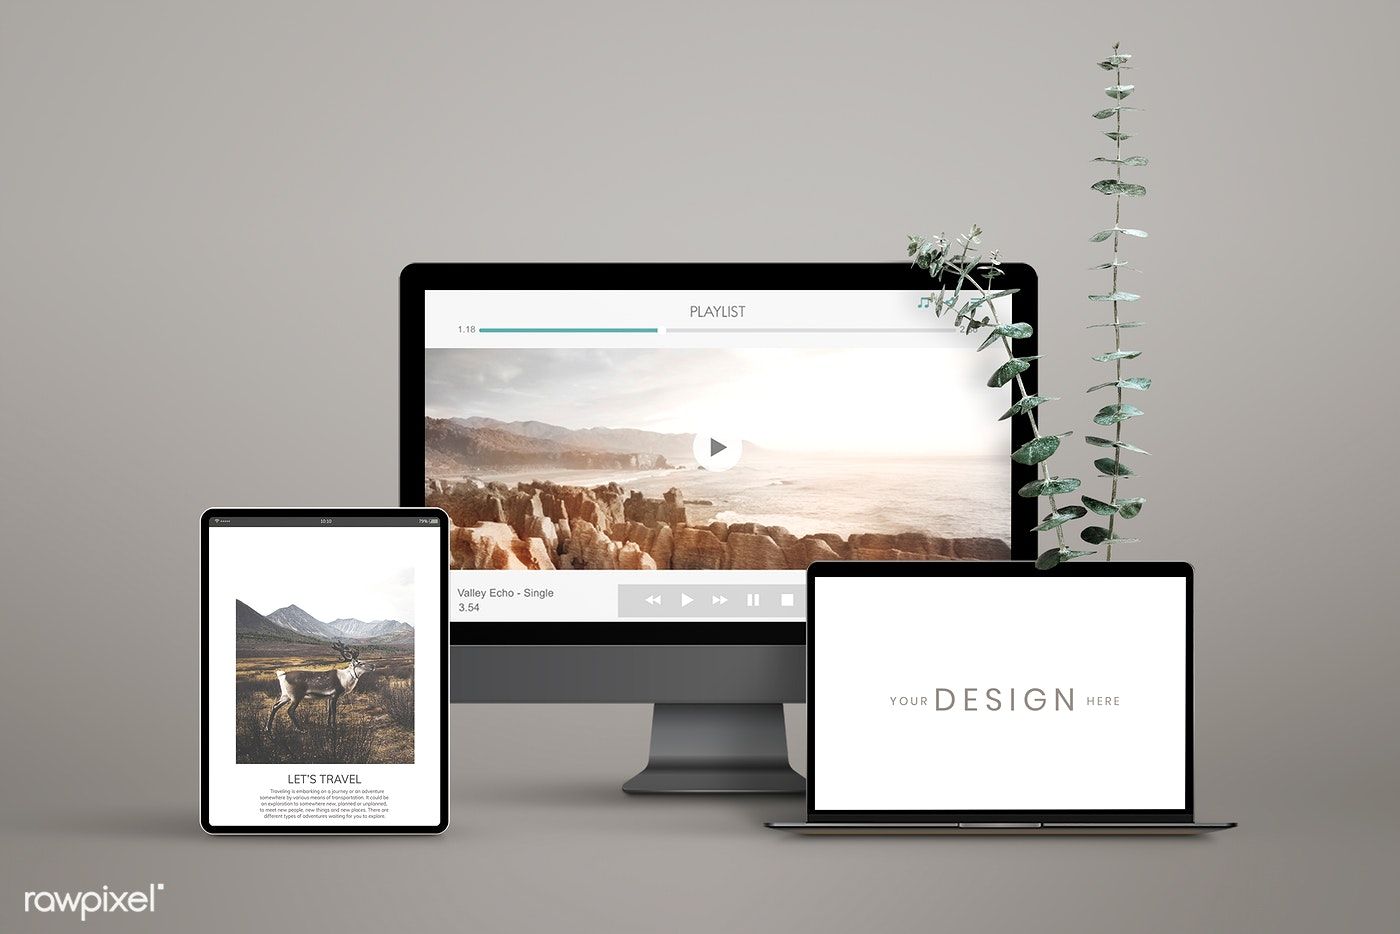 PLAYLIST
1.18
Valley Echo - Single
3.54
10:10
79%
LET'S TRAVEL
Traveling is embarking on a journey or an adventure
somewhere by various means of transportation. It could be
an exploration to somewhere new, planned or unplanned,
to meet new people, new things and new places. There are
different types of adventures waiting for you to explore.
YOUR DESIGN HERE
rawpixel